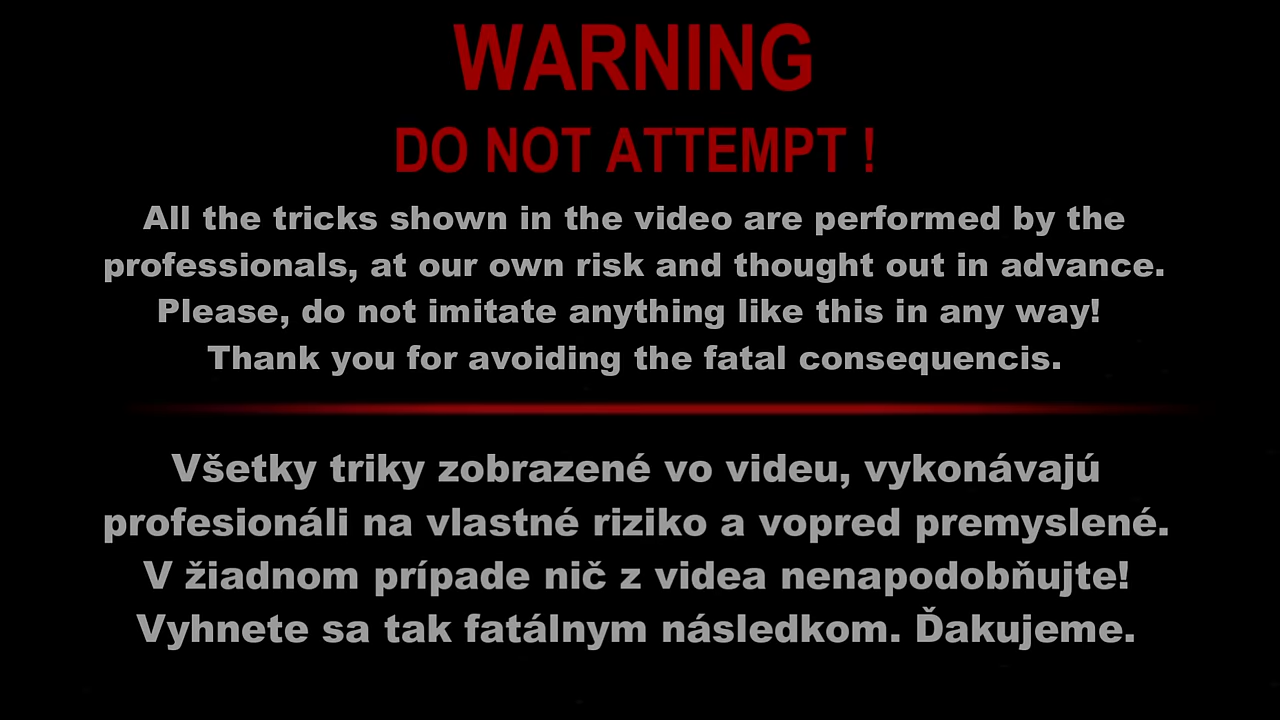 WARNING
DO NOT ATTEMPT !
All the tricks shown in the video are performed by the
professionals, at our own risk and thought out in advance.
Please, do not imitate anything like this in any way!
Thank you for avoiding the fatal consequencis.
Všetky triky zobrazené vo videu, vykonávajú
profesionáli na vlastné riziko a vopred premyslené.
V žiadnom prípade nič z videa nenapodobňujte!
Vyhnete sa tak fatálnym následkom. Ďakujeme.